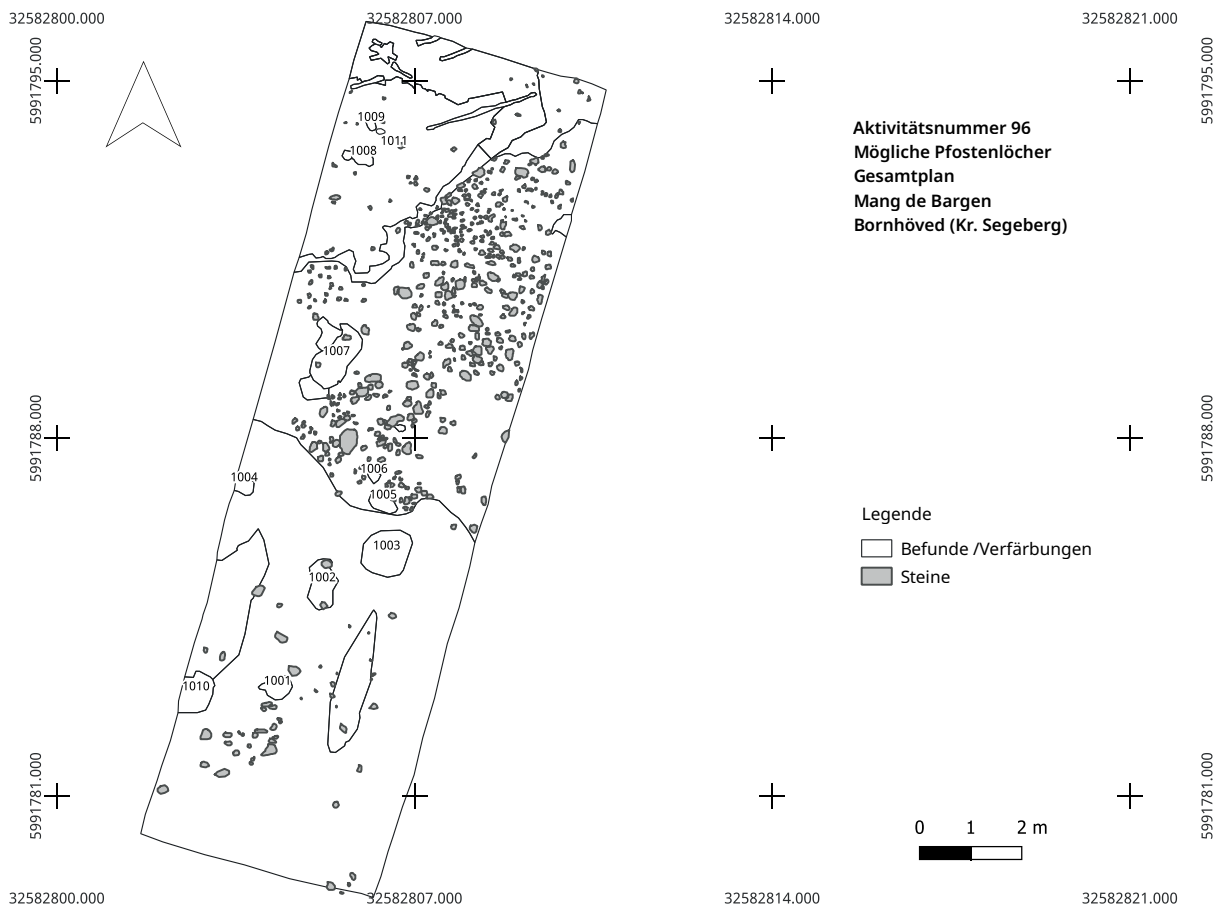 32582800.000 32582807.000 32582814.000 32582821.000
5991795.000 5991795.000
1009
1011
1008
Aktivitätsnummer 96
Mögliche Pfostenlöcher
Gesamtplan
Mang de Bargen
Bornhöved (Kr. Segeberg)
1007
5991788.000 5991788.000
1006
1004
1005
Legende
1003
Befunde /Verfärbungen
1002
Steine
1001
1010
5991781.000 5991781.000
0 1 2 m
32582800.000 32582807.000 32582814.000 32582821.000